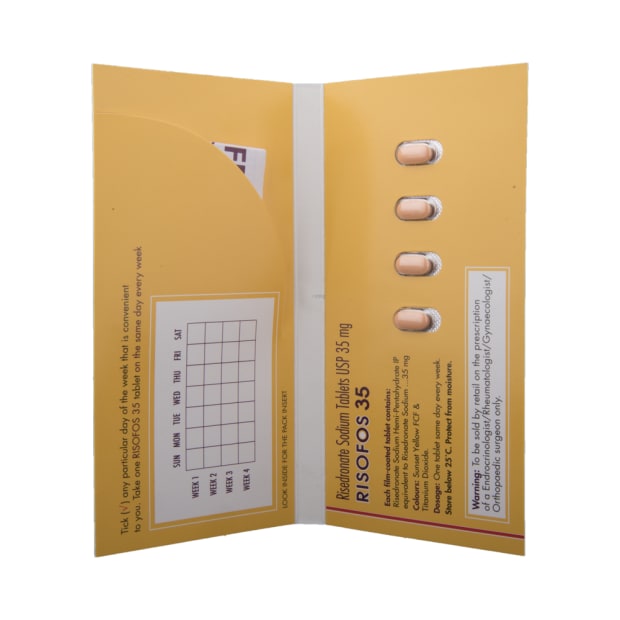 Tick (√) any particular day of the week that is convenient
to you. Take one RISOFOS 35 tablet on the same day every week
SUN MON TUE WED THU FRI SAT
WEEK 1
WEEK 2
WEEK 3
WEEK 4
LOOK INSIDE FOR THE PACK INSERT
Risedronate Sodium Tablets USP 35 mg
RISOFOS 35
Each film-coated tablet contains:
Risedronate Sodium Hemi-Pentahydrate IP
equivalent to Risedronate Sodium ...35 mg
Colours: Sunset Yellow FCF &
Titanium Dioxide.
Dosage: One tablet same day every week.
Store below 25°C. Protect from moisture.
Warning: To be sold by retail on the prescription
of a Endrocrinologist/Rheumatologist/Gynaecologist/
Orthopaedic surgeon only.